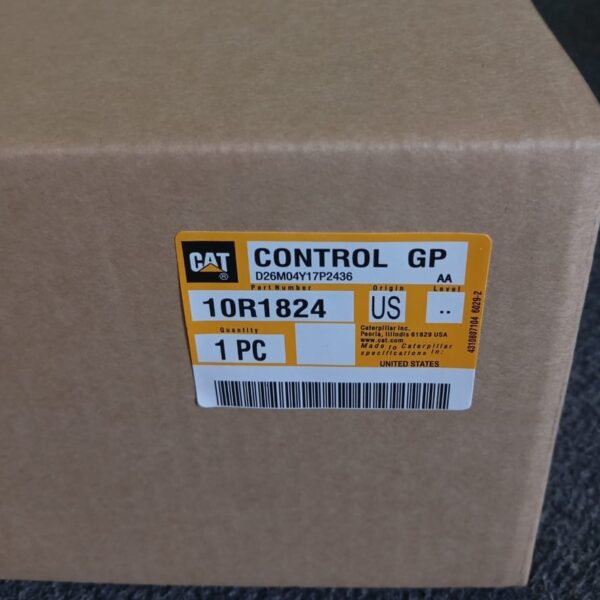 CAT® CONTROL GP
D26M04Y17P2436 AA
Part Number Origin Level
10R1824 US ..
Quantity
1 PC
Caterpillar Inc.
Peoria, Illinois 61629 USA
www.cat.com
Made to Caterpillar
specifications in:
UNITED STATES
4310807104 6029-2